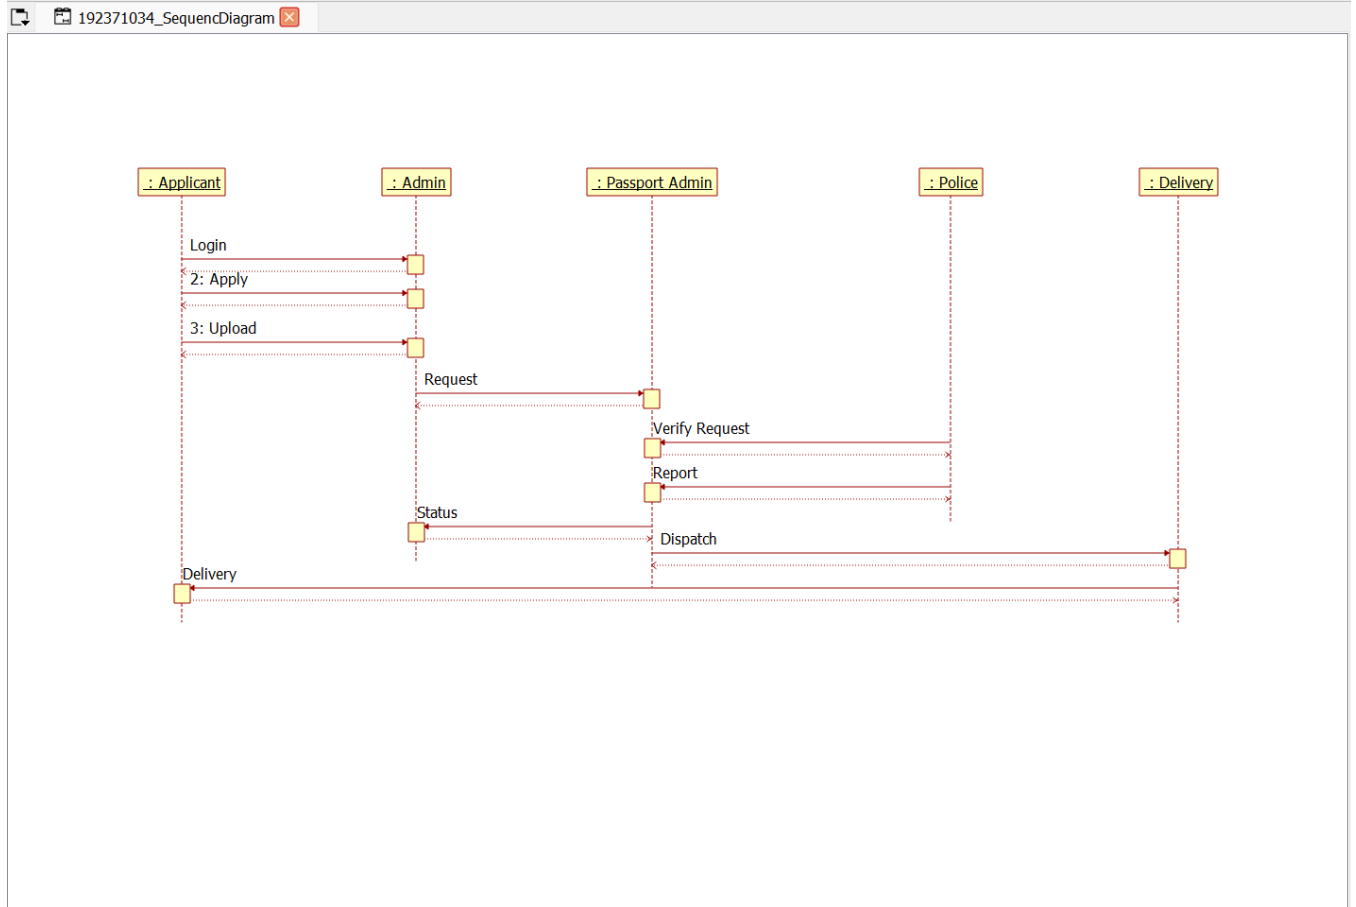 192371034_SequencDiagram
: Applicant
: Admin
: Passport Admin
: Police
: Delivery
Login
2: Apply
3: Upload
Request
Verify Request
Report
Status
Dispatch
Delivery